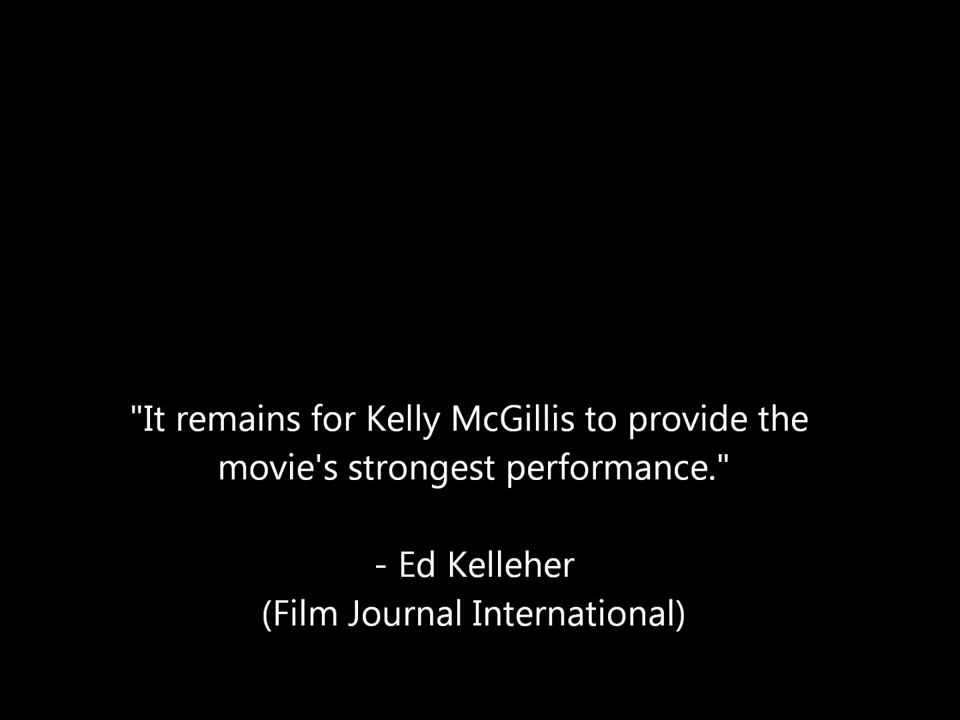 "It remains for Kelly McGillis to provide the
movie's strongest performance."
- Ed Kelleher
(Film Journal International)